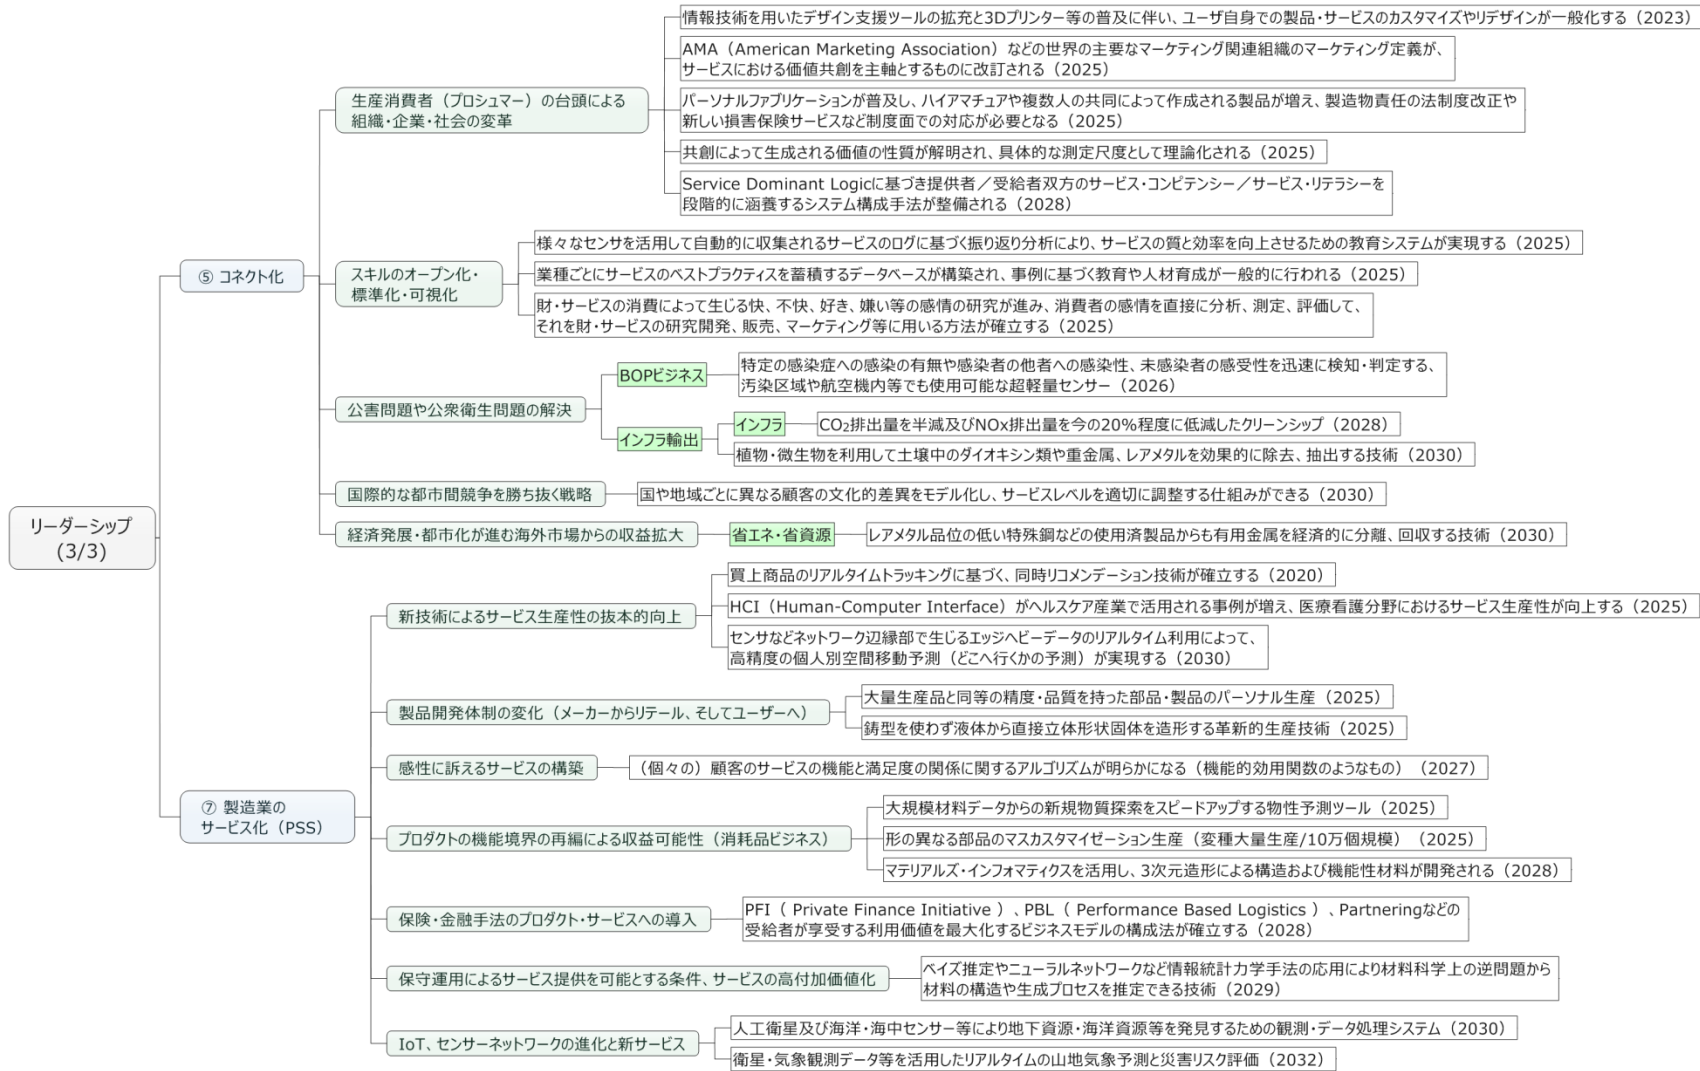 リーダーシップ
(3/3)
⑤ コネクト化
生産消費者（プロシュマー）の台頭による
組織・企業・社会の変革
情報技術を用いたデザイン支援ツールの拡充と3Dプリンター等の普及に伴い、ユーザ自身での製品・サービスのカスタマイズやリデザインが一般化する（2023）
AMA（American Marketing Association）などの世界の主要なマーケティング関連組織のマーケティング定義が、
サービスにおける価値共創を主軸とするものに改訂される（2025）
パーソナルファブリケーションが普及し、ハイアマチュアや複数人の共同によって作成される製品が増え、製造物責任の法制度改正や
新しい損害保険サービスなど制度面での対応が必要となる（2025）
共創によって生成される価値の性質が解明され、具体的な測定尺度として理論化される（2025）
Service Dominant Logicに基づき提供者／受給者双方のサービス・コンピテンシー／サービス・リテラシーを
段階的に涵養するシステム構成手法が整備される（2028）
スキルのオープン化・
標準化・可視化
様々なセンサを活用して自動的に収集されるサービスのログに基づく振り返り分析により、サービスの質と効率を向上させるための教育システムが実現する（2025）
業種ごとにサービスのベストプラクティスを蓄積するデータベースが構築され、事例に基づく教育や人材育成が一般的に行われる（2025）
財・サービスの消費によって生じる快、不快、好き、嫌い等の感情の研究が進み、消費者の感情を直接に分析、測定、評価して、
それを財・サービスの研究開発、販売、マーケティング等に用いる方法が確立する（2025）
公害問題や公衆衛生問題の解決
BOPビジネス
特定の感染症への感染の有無や感染者の他者への感染性、未感染者の感受性を迅速に検知・判定する、
汚染区域や航空機内等でも使用可能な超軽量センサー（2026）
インフラ輸出
インフラ
CO₂排出量を半減及びNOx排出量を今の20%程度に低減したクリーンシップ（2028）
植物・微生物を利用して土壌中のダイオキシン類や重金属、レアメタルを効果的に除去、抽出する技術（2030）
国際的な都市間競争を勝ち抜く戦略
国や地域ごとに異なる顧客の文化的差異をモデル化し、サービスレベルを適切に調整する仕組みができる（2030）
経済発展・都市化が進む海外市場からの収益拡大
省エネ・省資源
レアメタル品位の低い特殊鋼などの使用済製品からも有用金属を経済的に分離、回収する技術（2030）
⑦ 製造業の
サービス化（PSS）
新技術によるサービス生産性の抜本的向上
買上商品のリアルタイムトラッキングに基づく、同時リコメンデーション技術が確立する（2020）
HCI（Human-Computer Interface）がヘルスケア産業で活用される事例が増え、医療看護分野におけるサービス生産性が向上する（2025）
センサなどネットワーク辺縁部で生じるエッジヘビーデータのリアルタイム利用によって、
高精度の個人別空間移動予測（どこへ行くかの予測）が実現する（2030）
製品開発体制の変化（メーカーからリテール、そしてユーザーへ）
大量生産品と同等の精度・品質を持った部品・製品のパーソナル生産（2025）
鋳型を使わず液体から直接立体形状固体を造形する革新的生産技術（2025）
感性に訴えるサービスの構築
（個々の）顧客のサービスの機能と満足度の関係に関するアルゴリズムが明らかになる（機能的効用関数のようなもの）（2027）
プロダクトの機能境界の再編による収益可能性（消耗品ビジネス）
大規模材料データからの新規物質探索をスピードアップする物性予測ツール（2025）
形の異なる部品のマスカスタマイゼーション生産（変種大量生産/10万個規模）（2025）
マテリアルズ・インフォマティクスを活用し、3次元造形による構造および機能性材料が開発される（2028）
保険・金融手法のプロダクト・サービスへの導入
PFI（ Private Finance Initiative ）、PBL（ Performance Based Logistics ）、Partneringなどの
受給者が享受する利用価値を最大化するビジネスモデルの構成法が確立する（2028）
保守運用によるサービス提供を可能とする条件、サービスの高付加価値化
ベイズ推定やニューラルネットワークなど情報統計力学手法の応用により材料科学上の逆問題から
材料の構造や生成プロセスを推定できる技術（2029）
IoT、センサーネットワークの進化と新サービス
人工衛星及び海洋・海中センサー等により地下資源・海洋資源等を発見するための観測・データ処理システム（2030）
衛星・気象観測データ等を活用したリアルタイムの山地気象予測と災害リスク評価（2032）